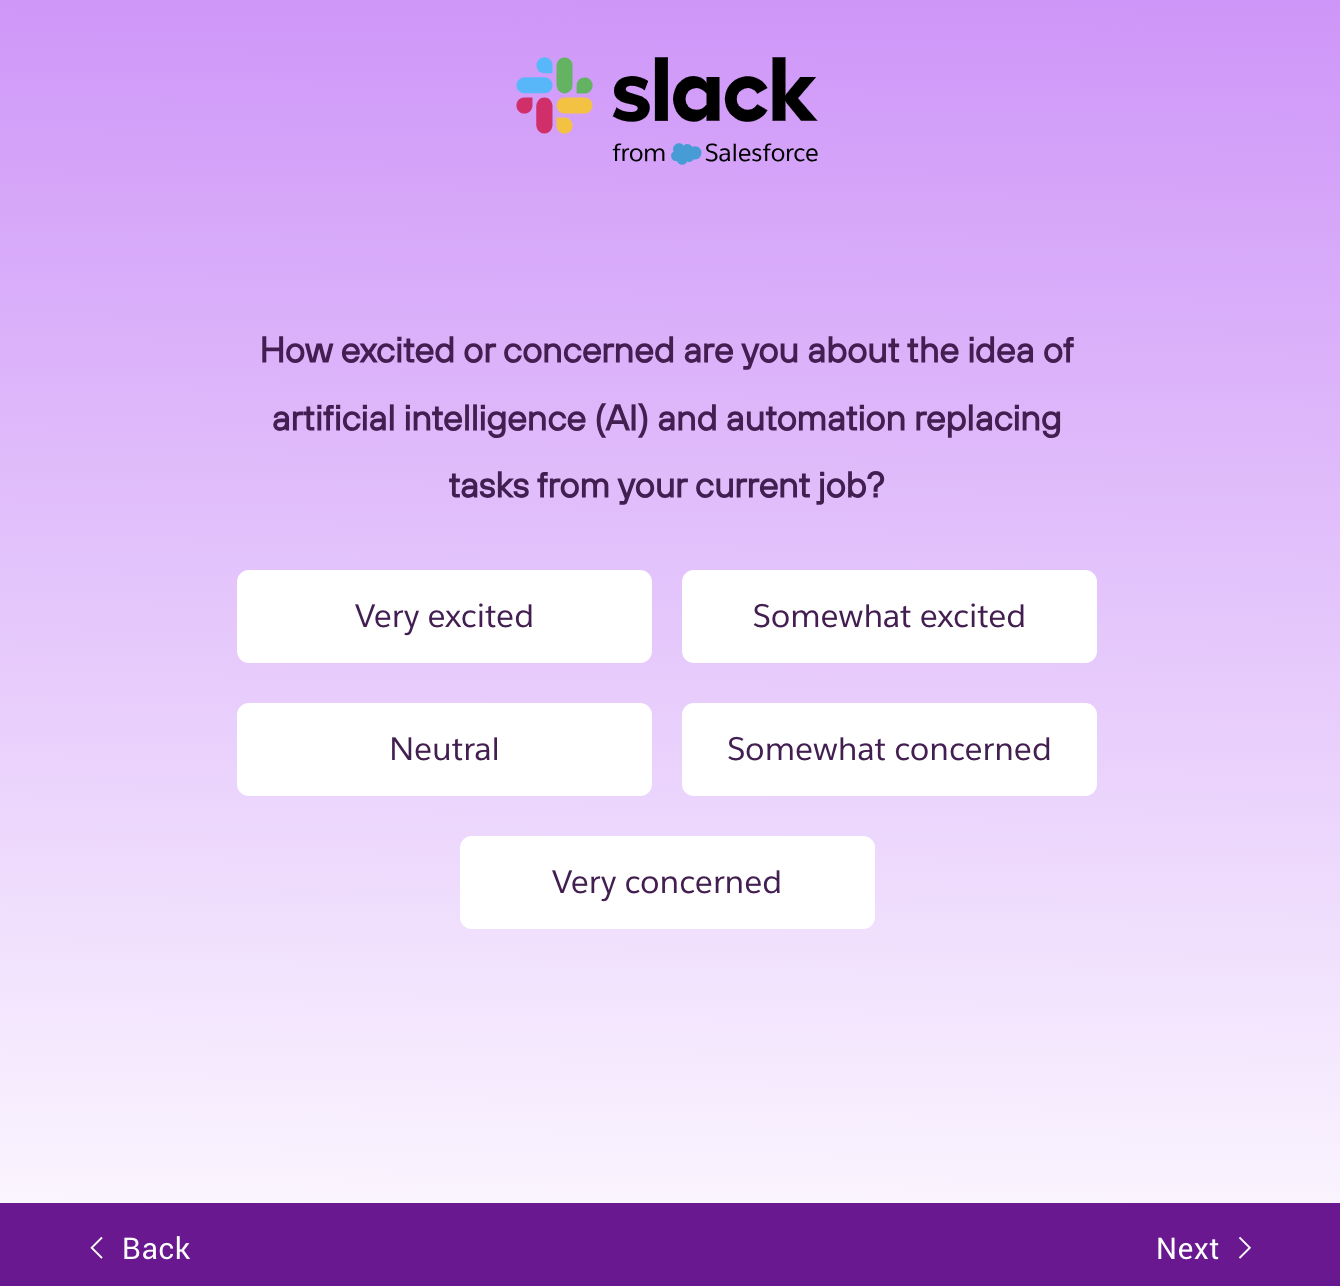 slack
from Salesforce
How excited or concerned are you about the idea of
artificial intelligence (AI) and automation replacing
tasks from your current job?
Very excited
Somewhat excited
Neutral
Somewhat concerned
Very concerned
Back
Next